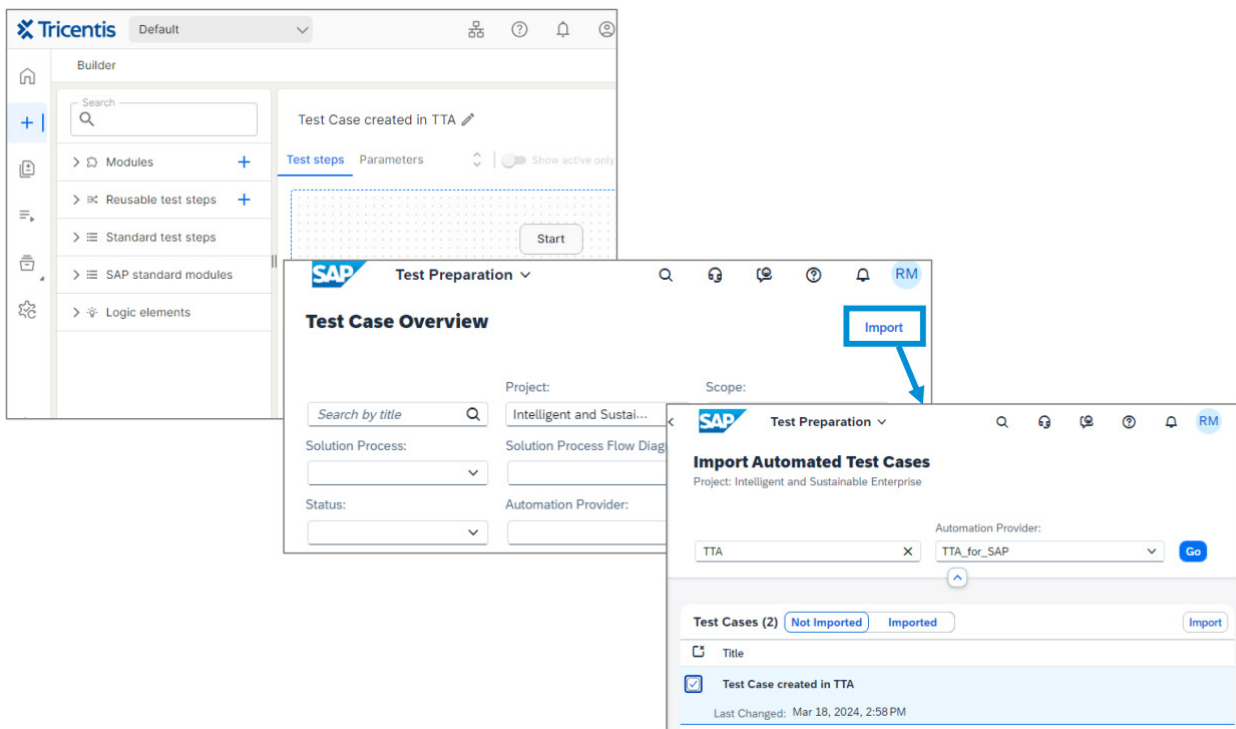 Tricentis Default
Builder
Search
Test Case created in TTA
Modules
Test steps Parameters Show active only
Reusable test steps
Standard test steps
Start
SAP standard modules
Logic elements
SAP Test Preparation RM
Test Case Overview
Import
Project: Scope:
Search by title Intelligent and Sustai...
Solution Process: Solution Process Flow
Status: Automation Provider:
SAP Test Preparation RM
Import Automated Test Cases
Project: Intelligent and Sustainable Enterprise
Automation Provider:
TTA TTA_for_SAP Go
Test Cases (2) Not Imported Imported Import
Title
Test Case created in TTA
Last Changed: Mar 18, 2024, 2:58 PM